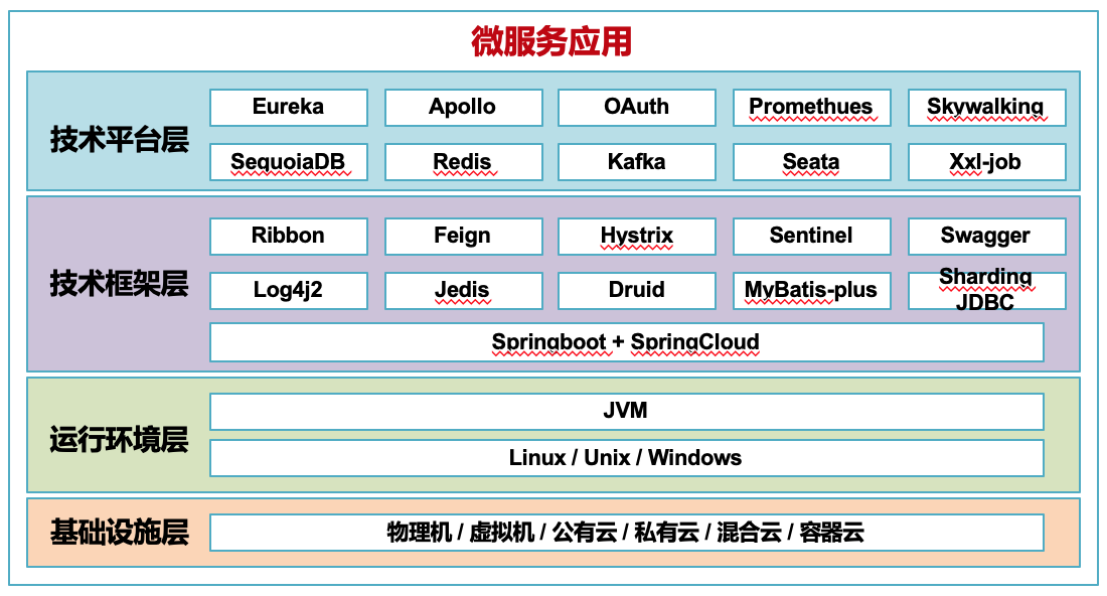 微服务应用
技术平台层
Eureka
Apollo
OAuth
Promethues
Skywalking
SequoiaDB
Redis
Kafka
Seata
Xxl-job
技术框架层
Ribbon
Feign
Hystrix
Sentinel
Swagger
Log4j2
Jedis
Druid
MyBatis-plus
Sharding
JDBC
Springboot + SpringCloud
运行环境层
JVM
Linux / Unix / Windows
基础设施层
物理机 / 虚拟机 / 公有云 / 私有云 / 混合云 / 容器云